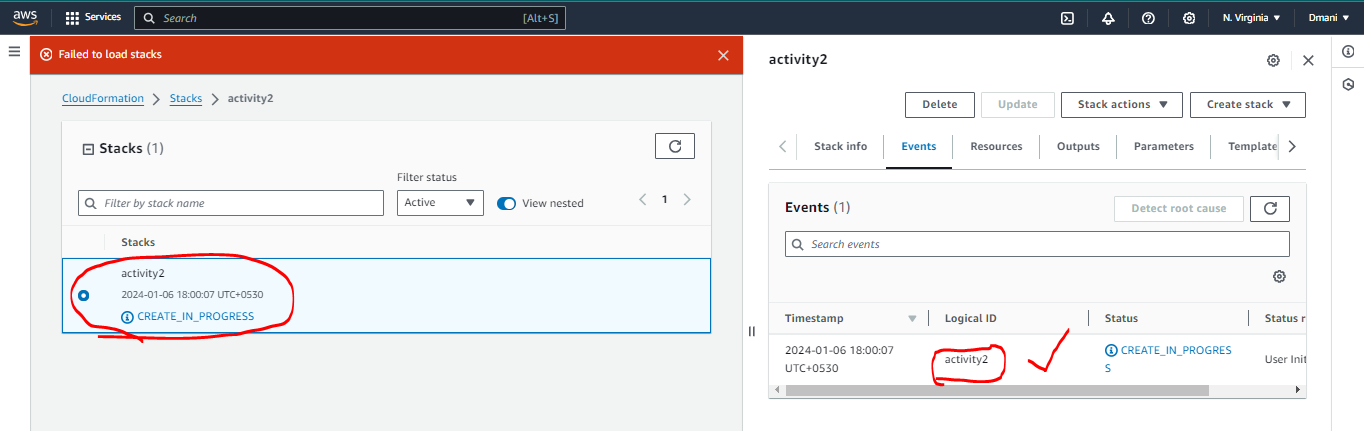 aws Services Search [Alt+S] N. Virginia Dmani
Failed to load stacks
CloudFormation Stacks activity2
Stacks (1)
Filter status
Filter by stack name Active View nested 1
Stacks
activity2
2024-01-06 18:00:07 UTC+0530
CREATE_IN_PROGRESS
activity2
Delete Update Stack actions Create stack
Stack info Events Resources Outputs Parameters Template
Events (1) Detect root cause
Search events
Timestamp Logical ID Status Status r
2024-01-06 18:00:07 activity2 CREATE_IN_PROGRES User Init
UTC+0530 S